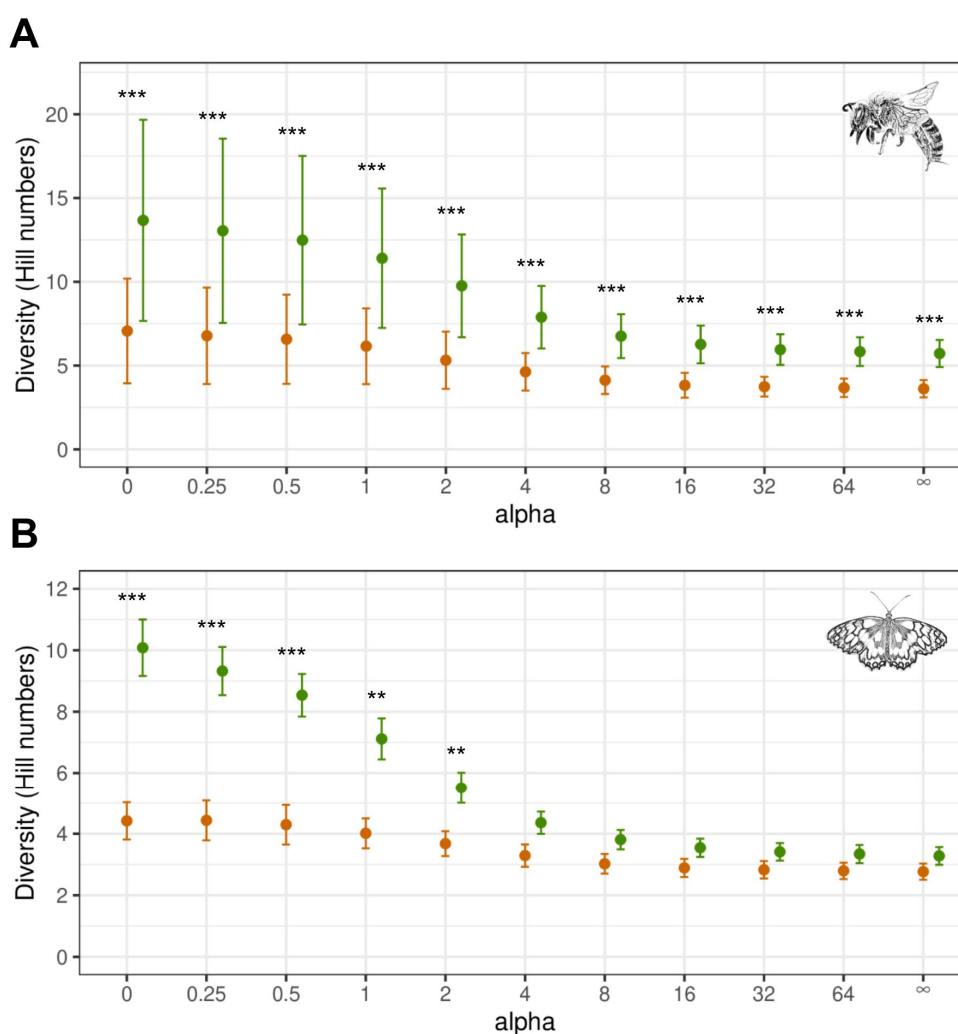 A
Diversity (Hill numbers)
20
15
10
5
0
*** *** *** *** *** *** *** *** *** *** ***
0 0.25 0.5 1 2 4 8 16 32 64 ∞
alpha
B
Diversity (Hill numbers)
12
10
8
6
4
2
0
*** *** *** ** **
0 0.25 0.5 1 2 4 8 16 32 64 ∞
alpha